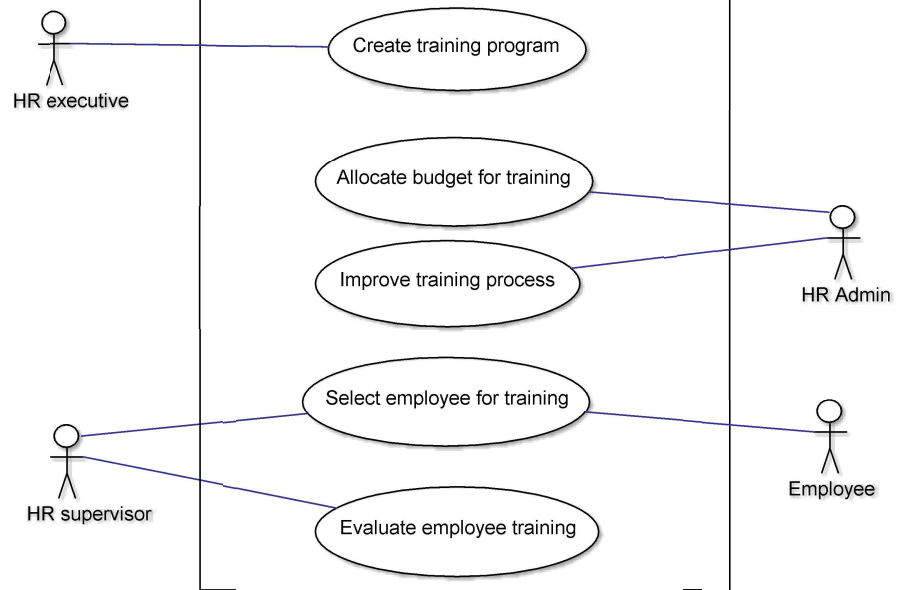 Create training program
HR executive
Allocate budget for training
Improve training process
HR Admin
Select employee for training
Employee
HR supervisor
Evaluate employee training